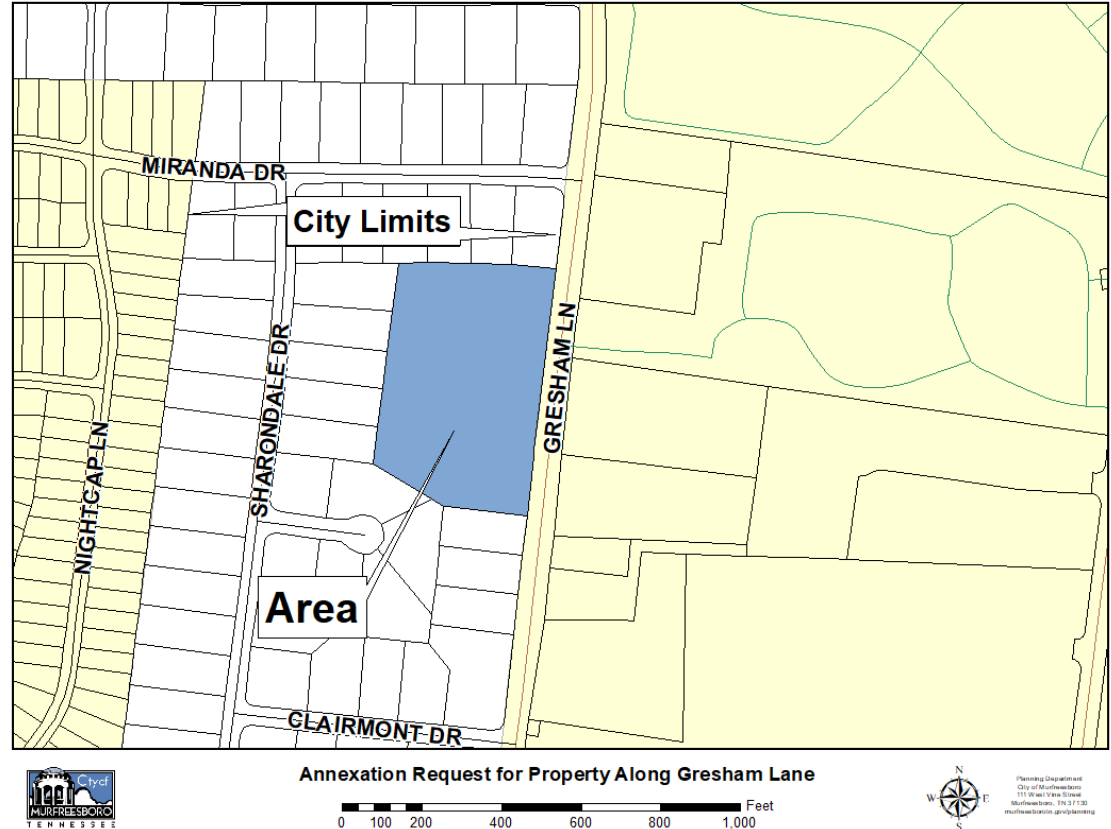 MIRANDA DR
City Limits
GRESHAM LN
SHARONDALE DR
NIGHTCAP LN
Area
CLAIRMONT DR
City of
MURFREESBORO
TENNESSEE
Annexation Request for Property Along Gresham Lane
Feet
0 100 200 400 600 800 1,000
N
W E
S
Planning Department
City of Murfreesboro
111 West Vine Street
Murfreesboro, TN 37130
murfreesborotn.gov/planning